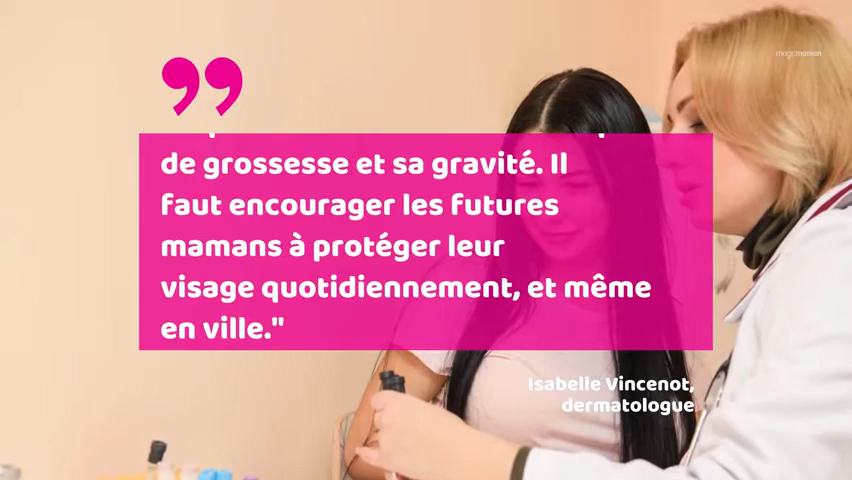 magicmaman
de grossesse et sa gravité. Il
faut encourager les futures
mamans à protéger leur
visage quotidiennement, et même
en ville."
Isabelle Vincenot,
dermatologue